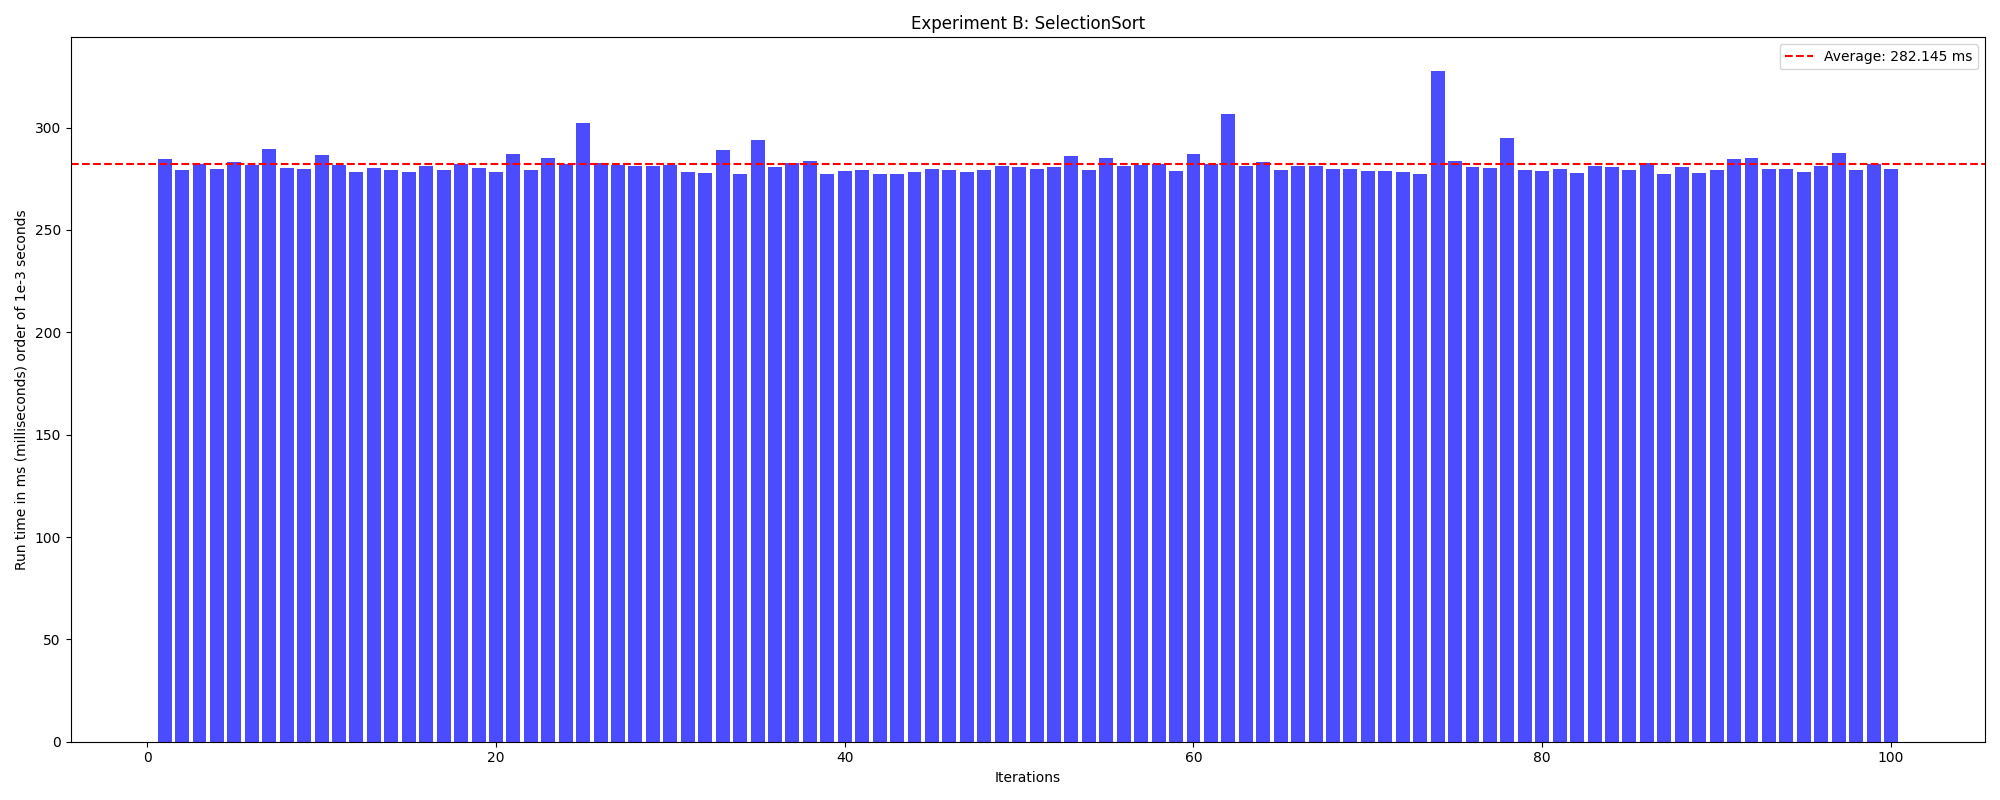 Experiment B: SelectionSort
Average: 282.145 ms
Run time in ms (milliseconds) order of 1e-3 seconds
300
250
200
150
100
50
0
0 20 40 60 80 100
Iterations